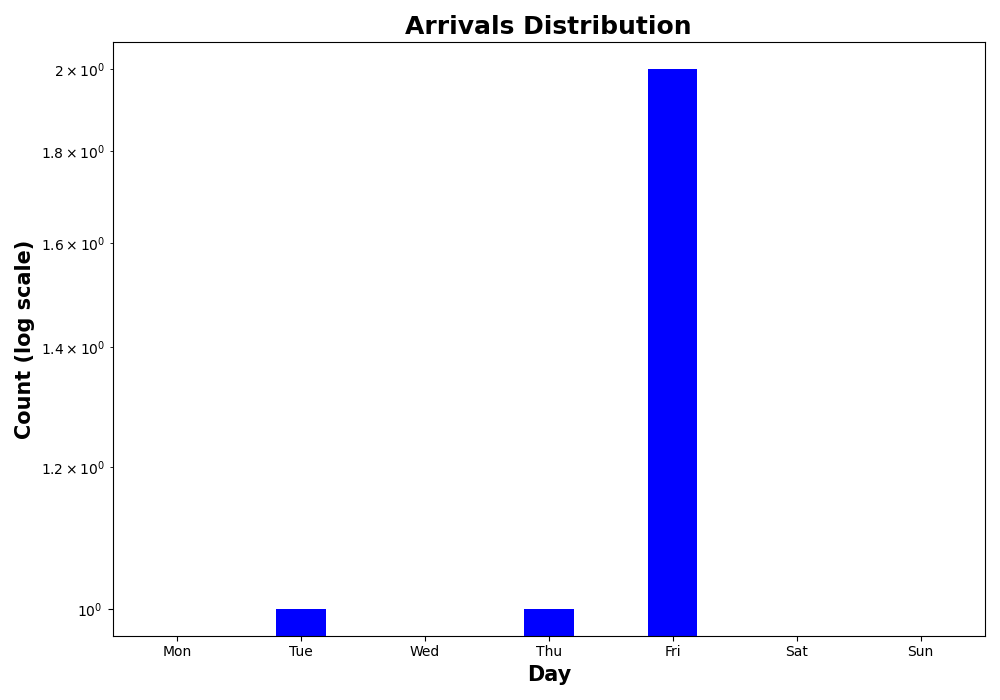 Arrivals Distribution
Count (log scale)
2 × 10⁰
1.8 × 10⁰
1.6 × 10⁰
1.4 × 10⁰
1.2 × 10⁰
10⁰
Mon Tue Wed Thu Fri Sat Sun
Day